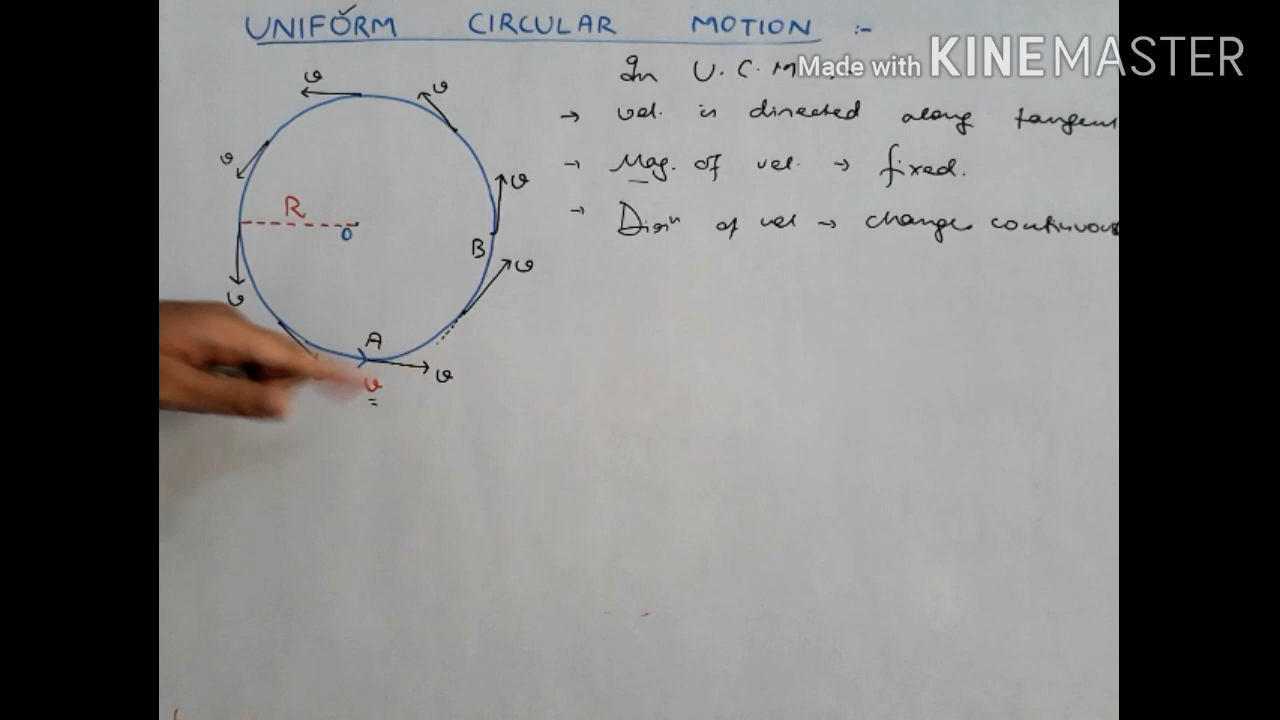 UNIFORM CIRCULAR MOTION :-
In U. C. M
Made with KINEMASTER
→ vel. is directed along tangent
→ Mag. of vel. → fixed.
→ Dirⁿ of vel → changes continuous
v
v
v
v
R
O
B
v
v
v
A
v
v